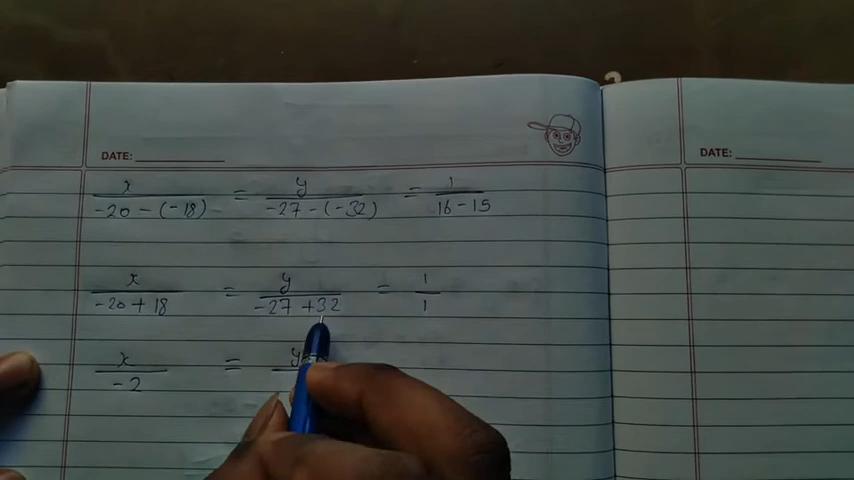 DATE: DATE:
x/(-20 - (-18)) = y/(-27 - (-32)) = 1/(16 - 15)
x/(-20 + 18) = y/(-27 + 32) = 1/1
x/(-2) = y